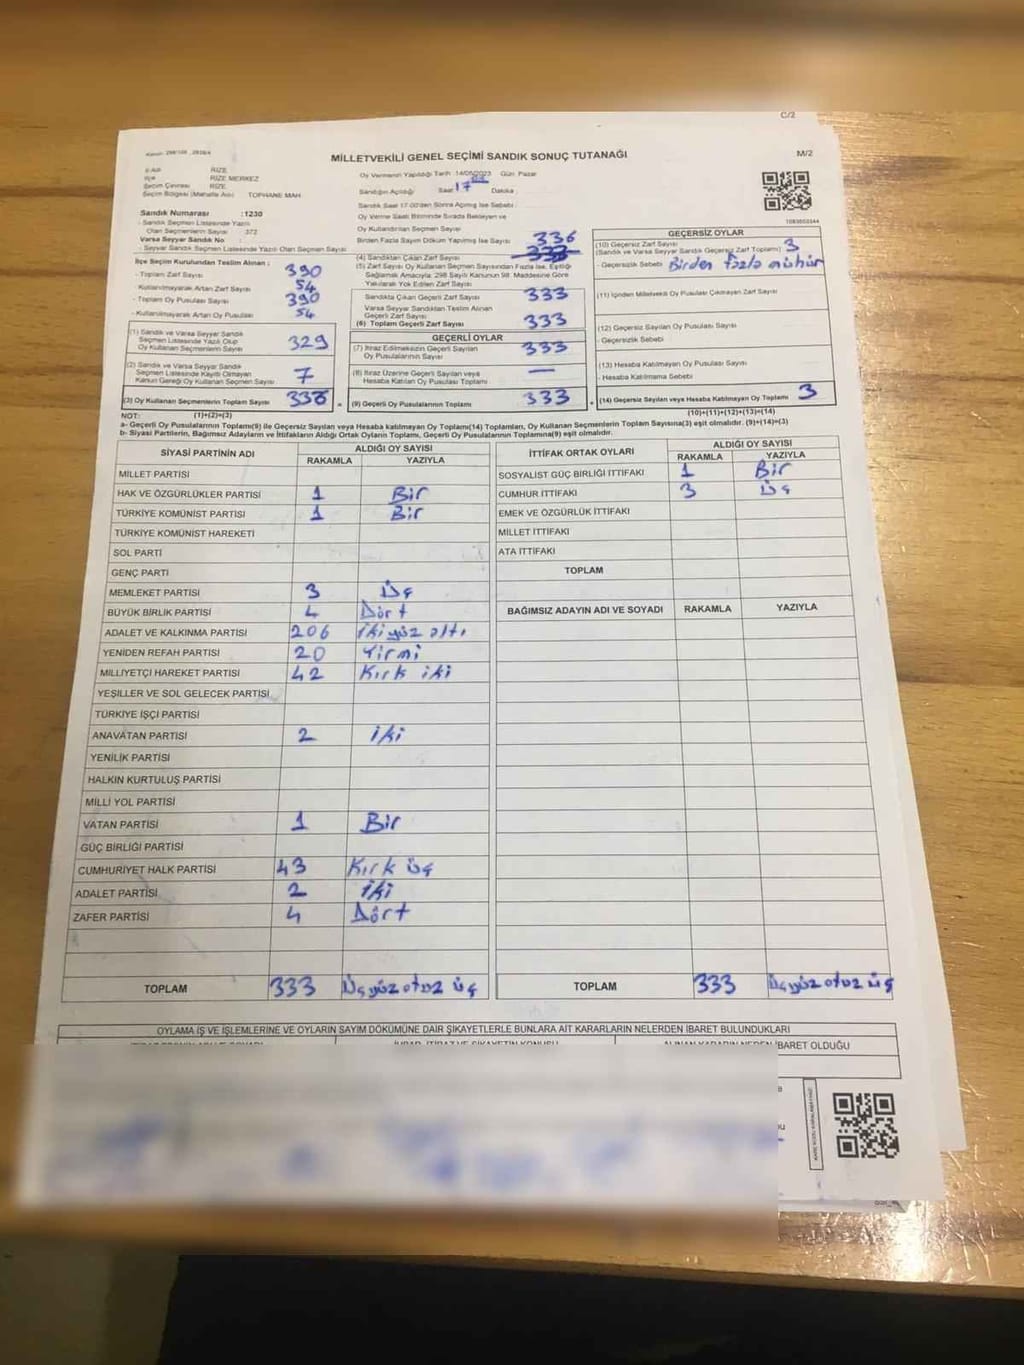 C/2
MİLLETVEKİLİ GENEL SEÇİMİ SANDIK SONUÇ TUTANAĞI
M/2
İli Adı RİZE
İlçe RİZE MERKEZ
Seçim Çevresi RİZE
Seçim Bölgesi (Mahalle Adı) TOPHANE MAH
Sandık Numarası :1230
- Sandık Seçmen Listesinde Yazılı
Olan Seçmenlerin Sayısı 372
Varsa Seyyar Sandık No :
- Seyyar Sandık Seçmen Listesinde Yazılı Olan Seçmen Sayısı
Oy Vermenin Yapıldığı Tarih :14/05/2023 Gün: Pazar
Sandığın Açıldığı Saat 17 Dakika :
Sandık Saat 17:00'den Sonra Açılmış İse Sebebi :
Oy Verme Saati Bitiminde Sırada Bekleyen ve
Oy Kullandırılan Seçmen Sayısı
Birden Fazla Sayım Döküm Yapılmış İse Sayısı 336
İlçe Seçim Kurulundan Teslim Alınan :
- Toplam Zarf Sayısı 390
- Kullanılmayarak Artan Zarf Sayısı 54
- Toplam Oy Pusulası Sayısı 390
- Kullanılmayarak Artan Oy Pusulası 54
(1) Sandık ve Varsa Seyyar Sandık
Seçmen Listesinde Yazılı Olup
Oy Kullanan Seçmenlerin Sayısı 329
(2) Sandık ve Varsa Seyyar Sandık
Seçmen Listesinde Kayıtlı Olmayan
Kanun Gereği Oy Kullanan Seçmen Sayısı 7
(3) Oy Kullanan Seçmenlerin Toplam Sayısı 336
(4) Sandıktan Çıkan Zarf Sayısı
(5) Zarf Sayısı Oy Kullanan Seçmen Sayısından Fazla İse, Eşitliği
Sağlamak Amacıyla; 298 Sayılı Kanunun 98. Maddesine Göre
Yakılarak Yok Edilen Zarf Sayısı
Sandıkta Çıkan Geçerli Zarf Sayısı 333
Varsa Seyyar Sandıktan Teslim Alınan
Geçerli Zarf Sayısı
(6) Toplam Geçerli Zarf Sayısı 333
GEÇERLİ OYLAR
(7) İtiraz Edilmeksizin Geçerli Sayılan
Oy Pusulalarının Sayısı 333
(8) İtiraz Üzerine Geçerli Sayılan veya
Hesaba Katılan Oy Pusulası Toplamı —
(9) Geçerli Oy Pusulalarının Toplamı 333
GEÇERSİZ OYLAR
(10) Geçersiz Zarf Sayısı
(Sandık ve Varsa Seyyar Sandık Geçersiz Zarf Toplamı) 3
- Geçersizlik Sebebi Birden fazla mühür
(11) İçinden Milletvekili Oy Pusulası Çıkmayan Zarf Sayısı
(12) Geçersiz Sayılan Oy Pusulası Sayısı
- Geçersizlik Sebebi
(13) Hesaba Katılmayan Oy Pusulası Sayısı
- Hesaba Katılmama Sebebi
(14) Geçersiz Sayılan veya Hesaba Katılmayan Oy Toplamı 3
NOT: (1)+(2)=(3)
(10)+(11)+(12)+(13)=(14)
a- Geçerli Oy Pusulalarının Toplamı(9) ile Geçersiz Sayılan veya Hesaba katılmayan Oy Toplamı(14) Toplamları, Oy Kullanan Seçmenlerin Toplam Sayısına(3) eşit olmalıdır. (9)+(14)=(3)
b- Siyasi Partilerin, Bağımsız Adayların ve İttifakların Aldığı Ortak Oyların Toplamı, Geçerli Oy Pusulalarının Toplamına(9) eşit olmalıdır.
SİYASİ PARTİNİN ADI ALDIĞI OY SAYISI
RAKAMLA YAZIYLA
MİLLET PARTİSİ
HAK VE ÖZGÜRLÜKLER PARTİSİ 1 Bir
TÜRKİYE KOMÜNİST PARTİSİ 1 Bir
TÜRKİYE KOMÜNİST HAREKETİ
SOL PARTİ
GENÇ PARTİ
MEMLEKET PARTİSİ 3 Üç
BÜYÜK BİRLİK PARTİSİ 4 Dört
ADALET VE KALKINMA PARTİSİ 206 ikiyüz altı
YENİDEN REFAH PARTİSİ 20 Yirmi
MİLLİYETÇİ HAREKET PARTİSİ 42 Kırk iki
YEŞİLLER VE SOL GELECEK PARTİSİ
TÜRKİYE İŞÇİ PARTİSİ
ANAVATAN PARTİSİ 2 iki
YENİLİK PARTİSİ
HALKIN KURTULUŞ PARTİSİ
MİLLİ YOL PARTİSİ
VATAN PARTİSİ 1 Bir
GÜÇ BİRLİĞİ PARTİSİ
CUMHURİYET HALK PARTİSİ 43 Kırk üç
ADALET PARTİSİ 2 iki
ZAFER PARTİSİ 4 Dört
TOPLAM 333 Üçyüz otuz üç
İTTİFAK ORTAK OYLARI ALDIĞI OY SAYISI
RAKAMLA YAZIYLA
SOSYALİST GÜÇ BİRLİĞİ İTTİFAKI 1 Bir
CUMHUR İTTİFAKI 3 Üç
EMEK VE ÖZGÜRLÜK İTTİFAKI
MİLLET İTTİFAKI
ATA İTTİFAKI
TOPLAM
BAĞIMSIZ ADAYIN ADI VE SOYADI RAKAMLA YAZIYLA
TOPLAM 333 Üçyüz otuz üç
OYLAMA İŞ VE İŞLEMLERİNE VE OYLARIN SAYIM DÖKÜMÜNE DAİR ŞİKAYETLERLE BUNLARA AİT KARARLARIN NELERDEN İBARET BULUNDUKLARI
İBARET OLDUĞU